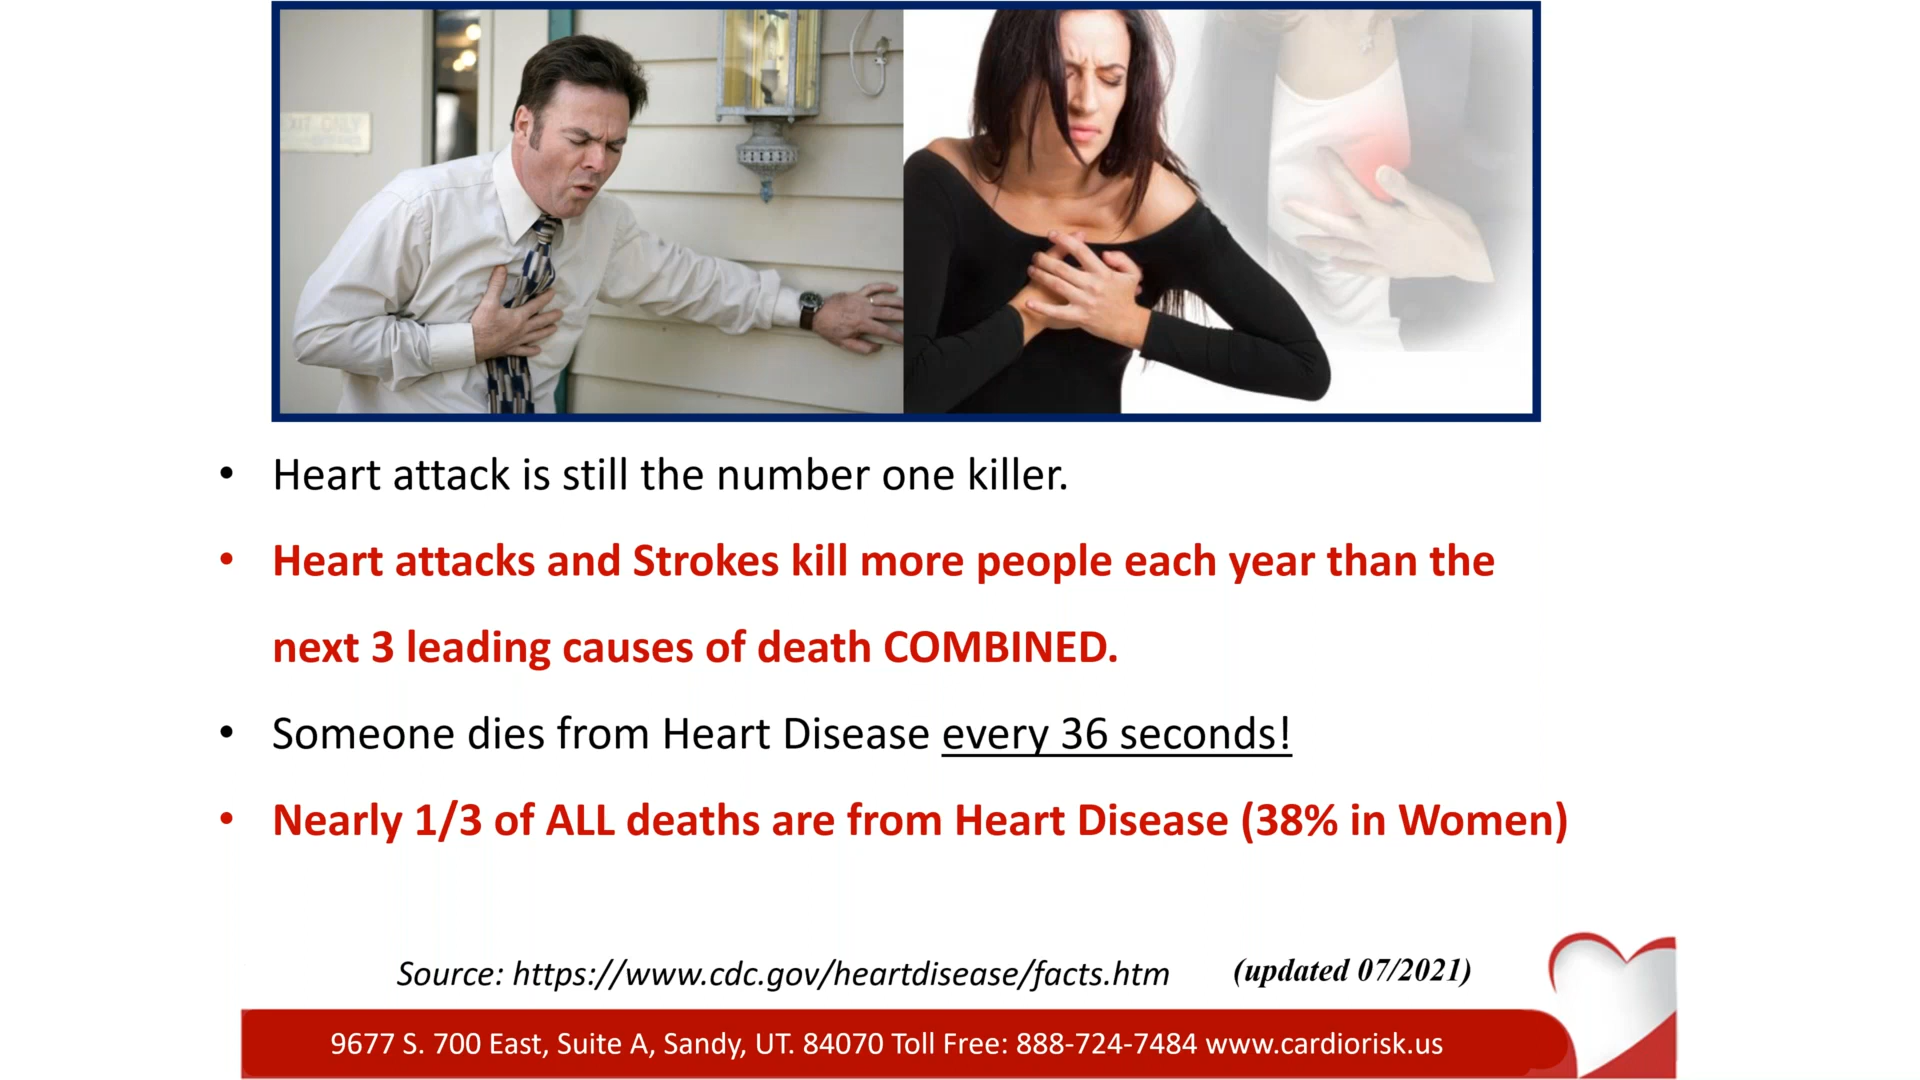 EXIT ONLY
• Heart attack is still the number one killer.
• Heart attacks and Strokes kill more people each year than the
next 3 leading causes of death COMBINED.
• Someone dies from Heart Disease every 36 seconds!
• Nearly 1/3 of ALL deaths are from Heart Disease (38% in Women)
Source: https://www.cdc.gov/heartdisease/facts.htm (updated 07/2021)
9677 S. 700 East, Suite A, Sandy, UT. 84070 Toll Free: 888-724-7484 www.cardiorisk.us